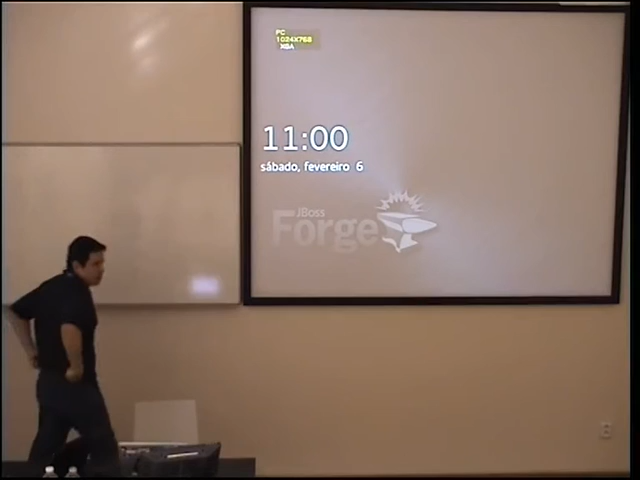 PC
1024X768
XGA
11:00
sábado, fevereiro 6
JBoss
Forge